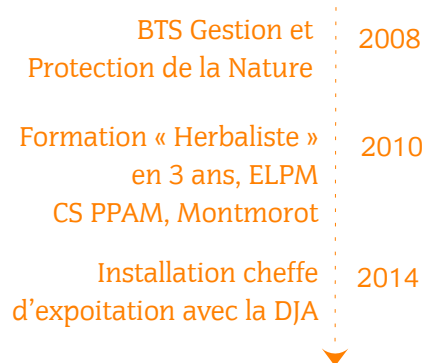 BTS Gestion et
Protection de la Nature
2008
Formation « Herbaliste »
en 3 ans, ELPM
CS PPAM, Montmorot
2010
Installation cheffe
d'expoitation avec la DJA
2014